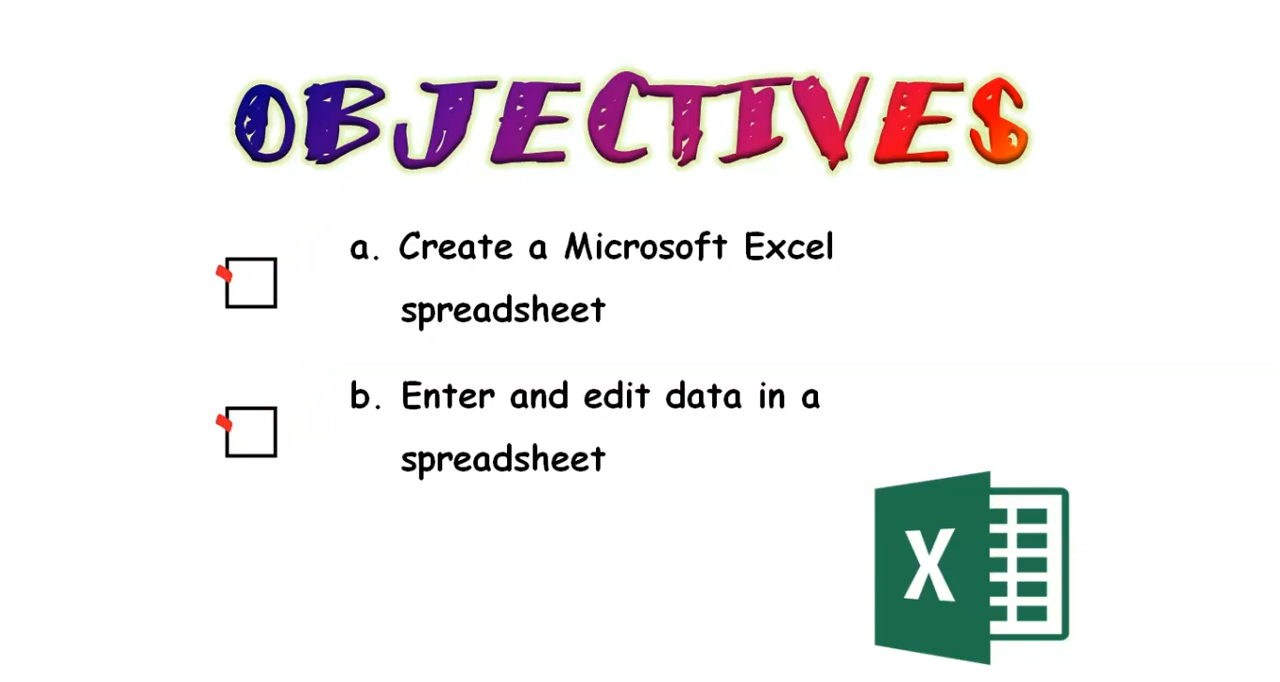 OBJECTIVES
a. Create a Microsoft Excel
spreadsheet
b. Enter and edit data in a
spreadsheet
X